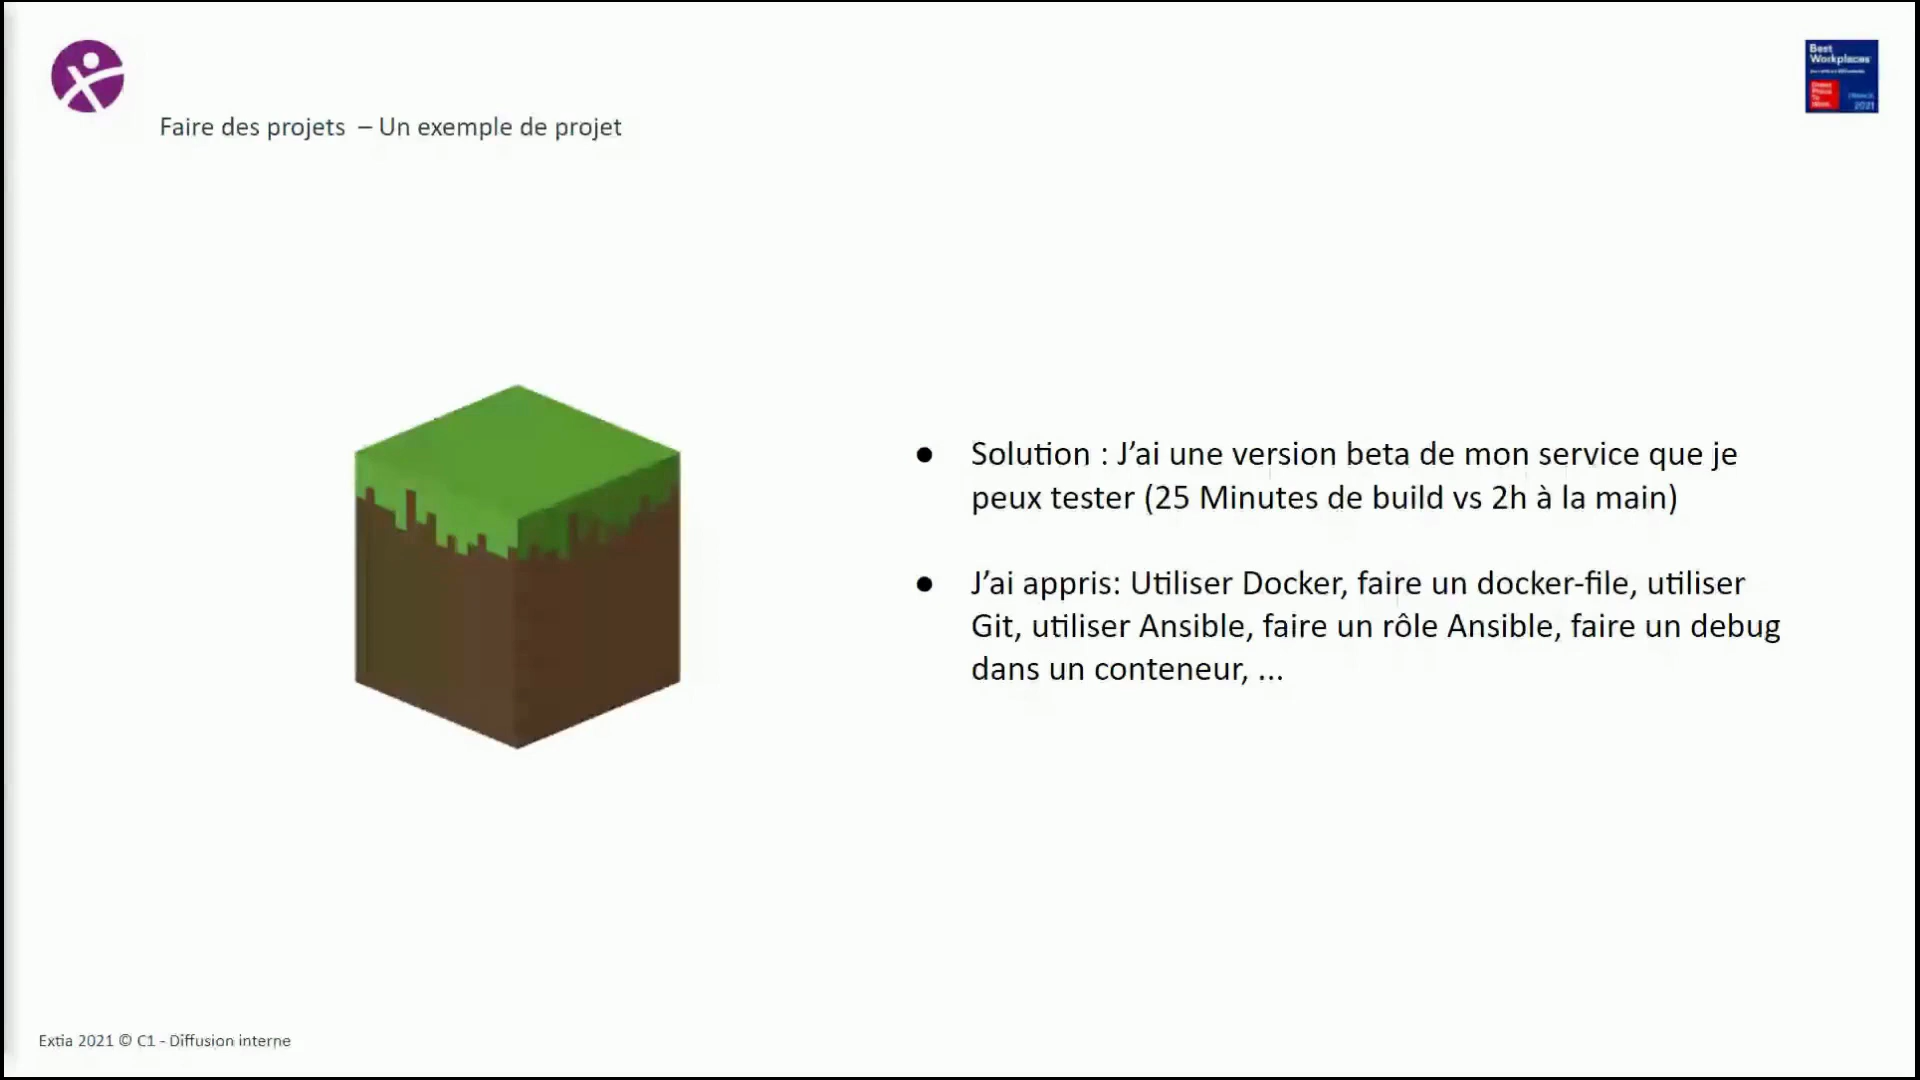 Best
Workplaces
Faire des projets – Un exemple de projet
2021
● Solution : J’ai une version beta de mon service que je
peux tester (25 Minutes de build vs 2h à la main)
● J’ai appris: Utiliser Docker, faire un docker-file, utiliser
Git, utiliser Ansible, faire un rôle Ansible, faire un debug
dans un conteneur, ...
Extia 2021 © C1 - Diffusion interne